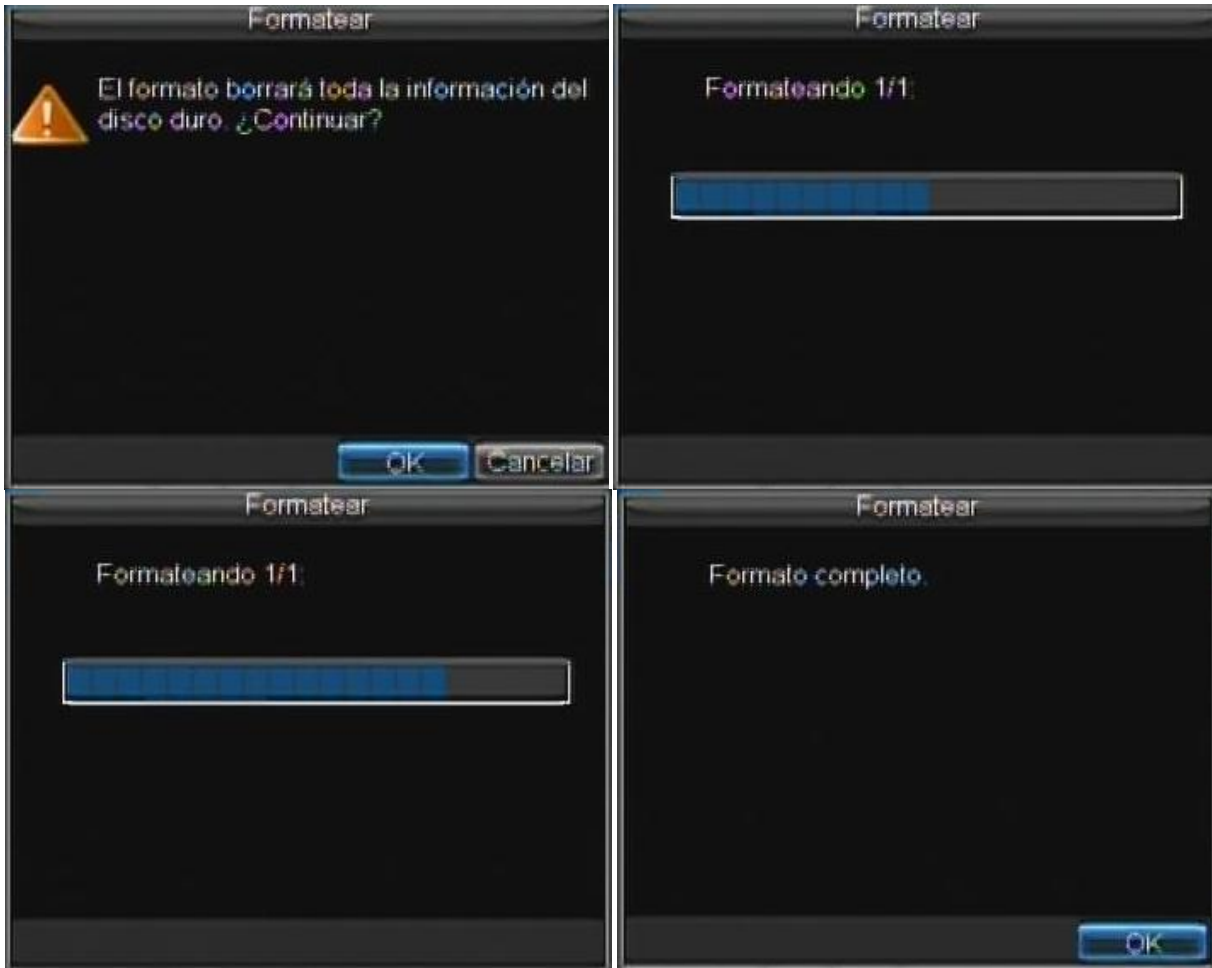 Formatear
El formato borrará toda la información del
disco duro. ¿Continuar?
OK
Cancelar
Formatear
Formateando 1/1:
Formatear
Formateando 1/1:
Formatear
Formato completo.
OK